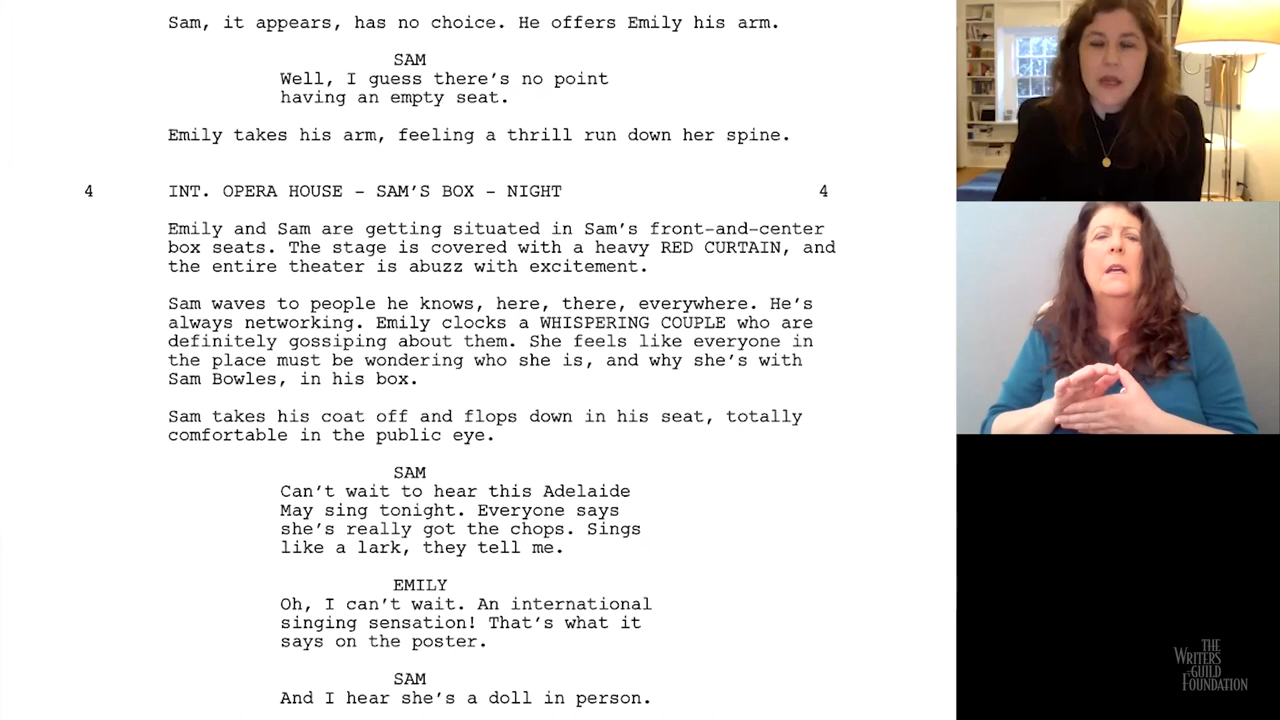 Sam, it appears, has no choice. He offers Emily his arm.
SAM
Well, I guess there's no point
having an empty seat.
Emily takes his arm, feeling a thrill run down her spine.
4 INT. OPERA HOUSE - SAM'S BOX - NIGHT 4
Emily and Sam are getting situated in Sam's front-and-center
box seats. The stage is covered with a heavy RED CURTAIN, and
the entire theater is abuzz with excitement.
Sam waves to people he knows, here, there, everywhere. He's
always networking. Emily clocks a WHISPERING COUPLE who are
definitely gossiping about them. She feels like everyone in
the place must be wondering who she is, and why she's with
Sam Bowles, in his box.
Sam takes his coat off and flops down in his seat, totally
comfortable in the public eye.
SAM
Can't wait to hear this Adelaide
May sing tonight. Everyone says
she's really got the chops. Sings
like a lark, they tell me.
EMILY
Oh, I can't wait. An international
singing sensation! That's what it
says on the poster.
SAM
And I hear she's a doll in person.
THE
WRITERS
GUILD
FOUNDATION